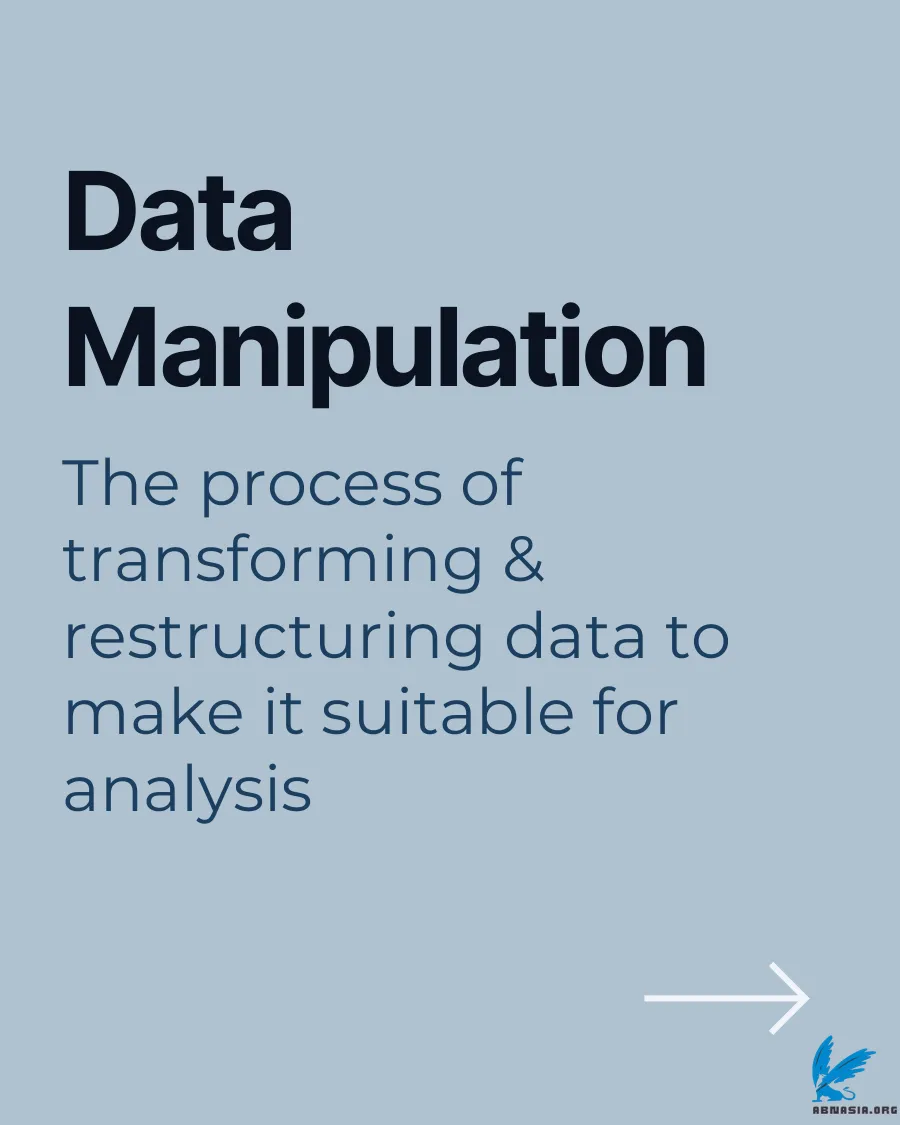 Data
Manipulation
The process of
transforming &
restructuring data to
make it suitable for
analysis
ABNASIA.ORG